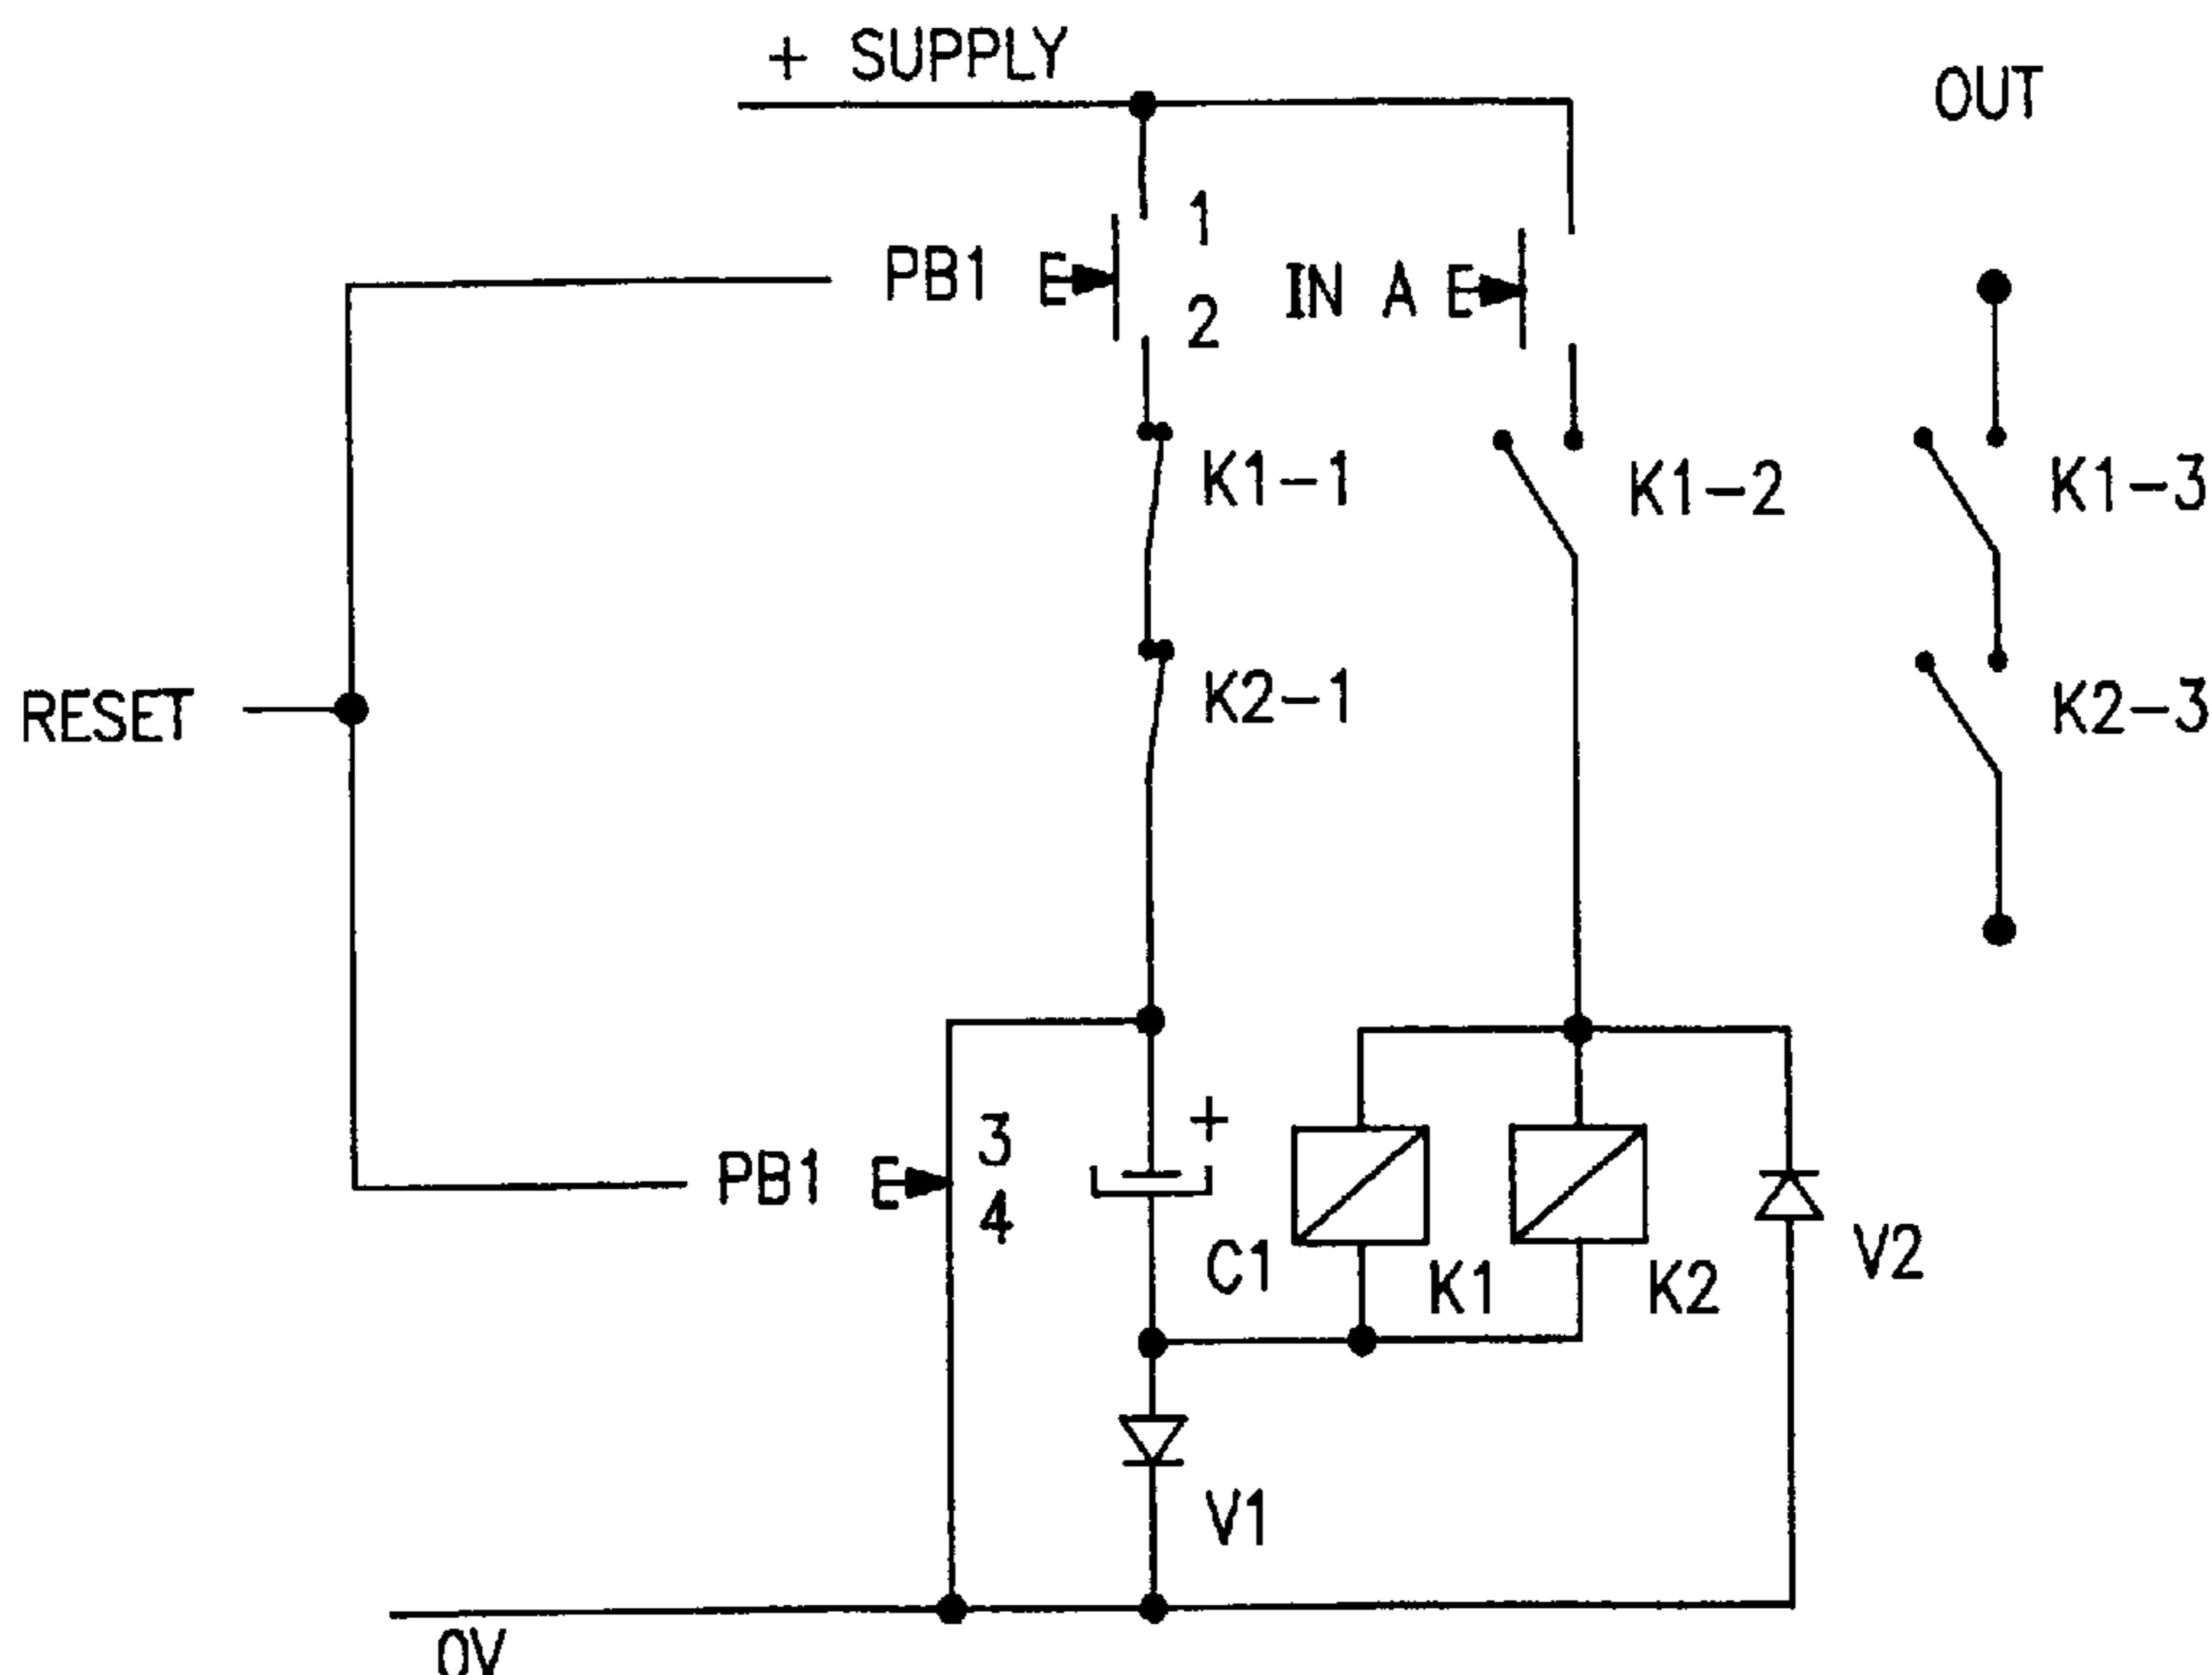 + SUPPLY
OUT
1
PB1
2
IN A
K1-1
K1-2
K1-3
RESET
K2-1
K2-3
+
3
PB1
4
C1
K1
K2
V2
V1
0V